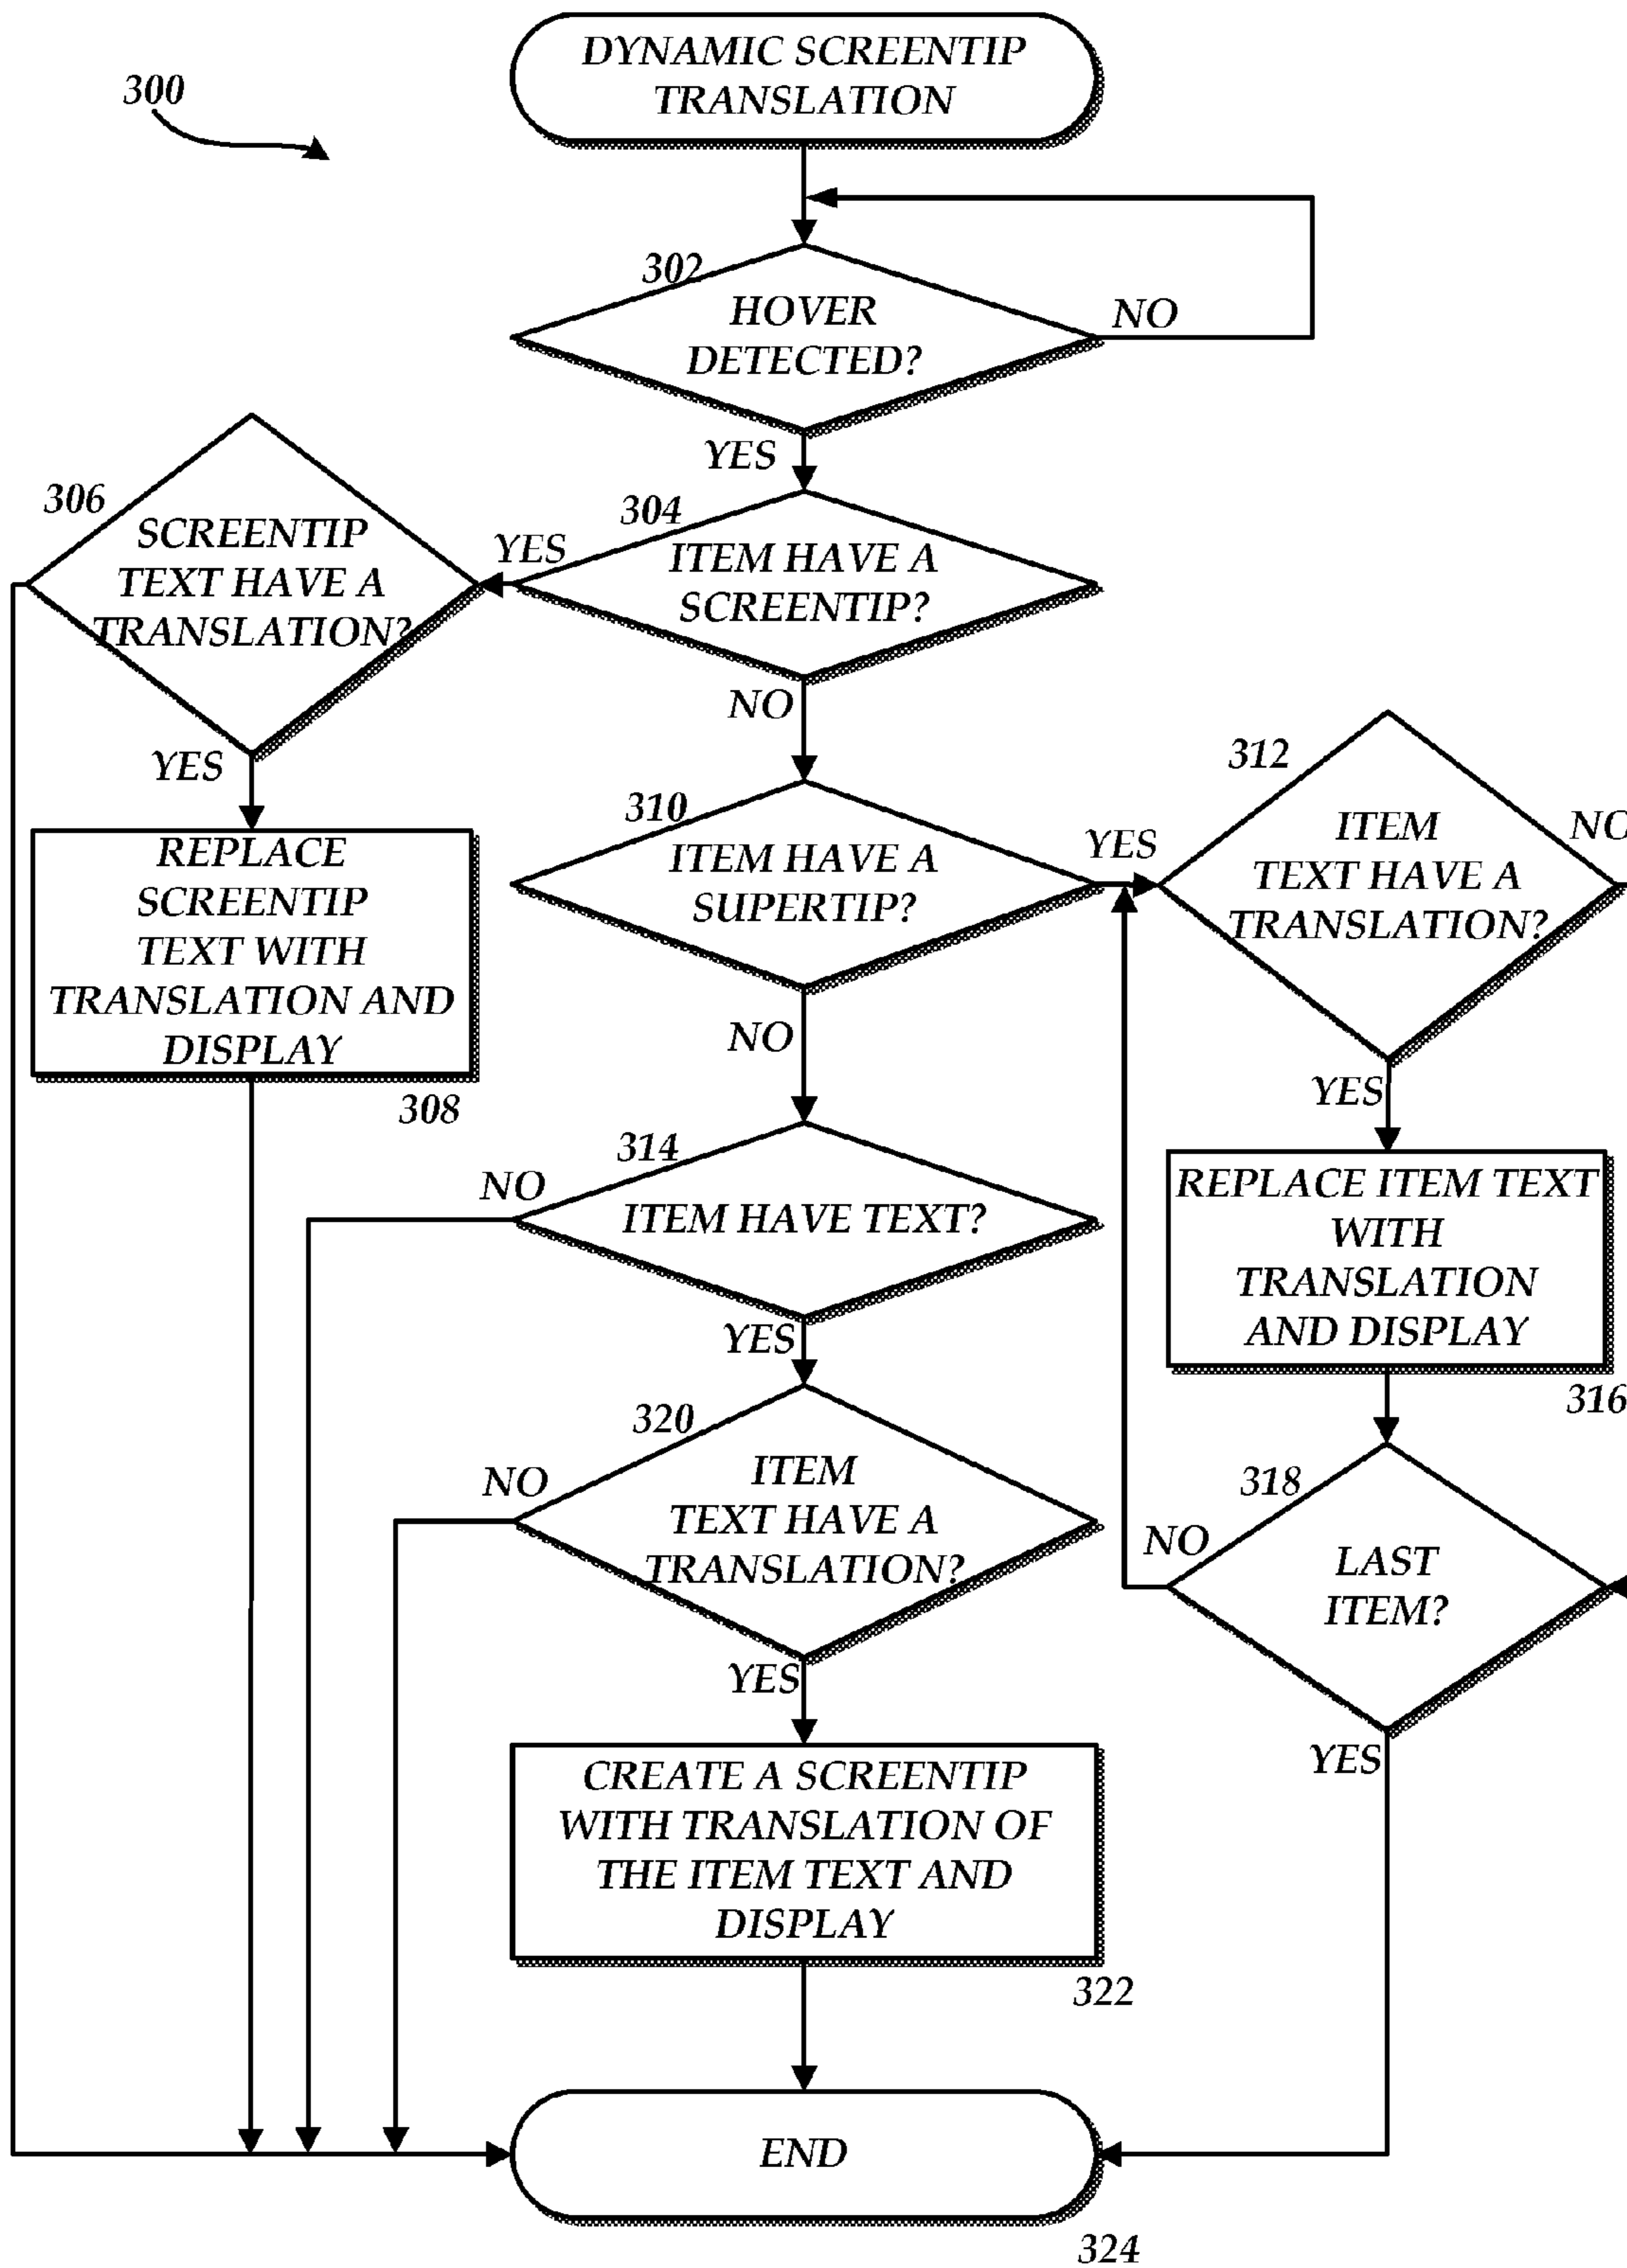 DYNAMIC SCREENTIP
TRANSLATION
300
302
HOVER
DETECTED?
NO
YES
306
SCREENTIP
TEXT HAVE A
TRANSLATION?
YES
304
ITEM HAVE A
SCREENTIP?
NO
YES
REPLACE
SCREENTIP
TEXT WITH
TRANSLATION AND
DISPLAY
308
310
ITEM HAVE A
SUPERTIP?
YES
NO
312
ITEM
TEXT HAVE A
TRANSLATION?
NO
YES
314
ITEM HAVE TEXT?
NO
YES
REPLACE ITEM TEXT
WITH
TRANSLATION
AND DISPLAY
316
320
ITEM
TEXT HAVE A
TRANSLATION?
NO
YES
318
LAST
ITEM?
NO
YES
CREATE A SCREENTIP
WITH TRANSLATION OF
THE ITEM TEXT AND
DISPLAY
322
END
324